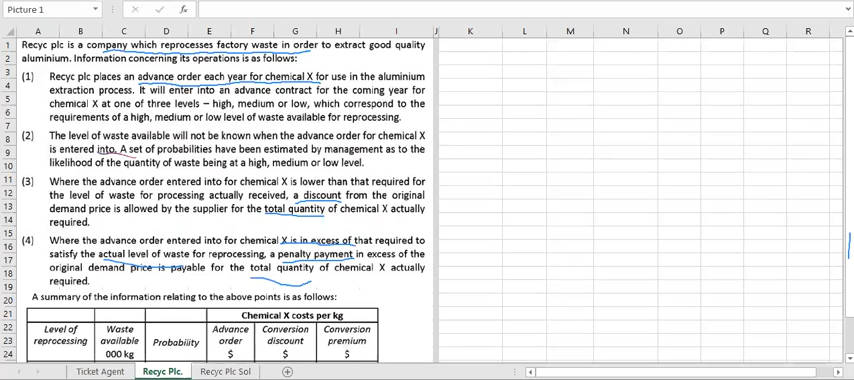 Picture 1
fx
A B C D E F G H I J K L M N O P Q R
1 Recyc plc is a company which reprocesses factory waste in order to extract good quality
2 aluminium. Information concerning its operations is as follows:
3 (1) Recyc plc places an advance order each year for chemical X for use in the aluminium
4 extraction process. It will enter into an advance contract for the coming year for
5 chemical X at one of three levels – high, medium or low, which correspond to the
6 requirements of a high, medium or low level of waste available for reprocessing.
7
8 (2) The level of waste available will not be known when the advance order for chemical X
9 is entered into. A set of probabilities have been estimated by management as to the
10 likelihood of the quantity of waste being at a high, medium or low level.
11 (3) Where the advance order entered into for chemical X is lower than that required for
12 the level of waste for processing actually received, a discount from the original
13 demand price is allowed by the supplier for the total quantity of chemical X actually
14 required.
15
16 (4) Where the advance order entered into for chemical X is in excess of that required to
17 satisfy the actual level of waste for reprocessing, a penalty payment in excess of the
18 original demand price is payable for the total quantity of chemical X actually
19 required.
20 A summary of the information relating to the above points is as follows:
21 Chemical X costs per kg
22 Level of Waste Advance Conversion Conversion
23 reprocessing available Probability order discount premium
24 000 kg $ $ $
Ticket Agent Recyc Plc. Recyc Plc Sol